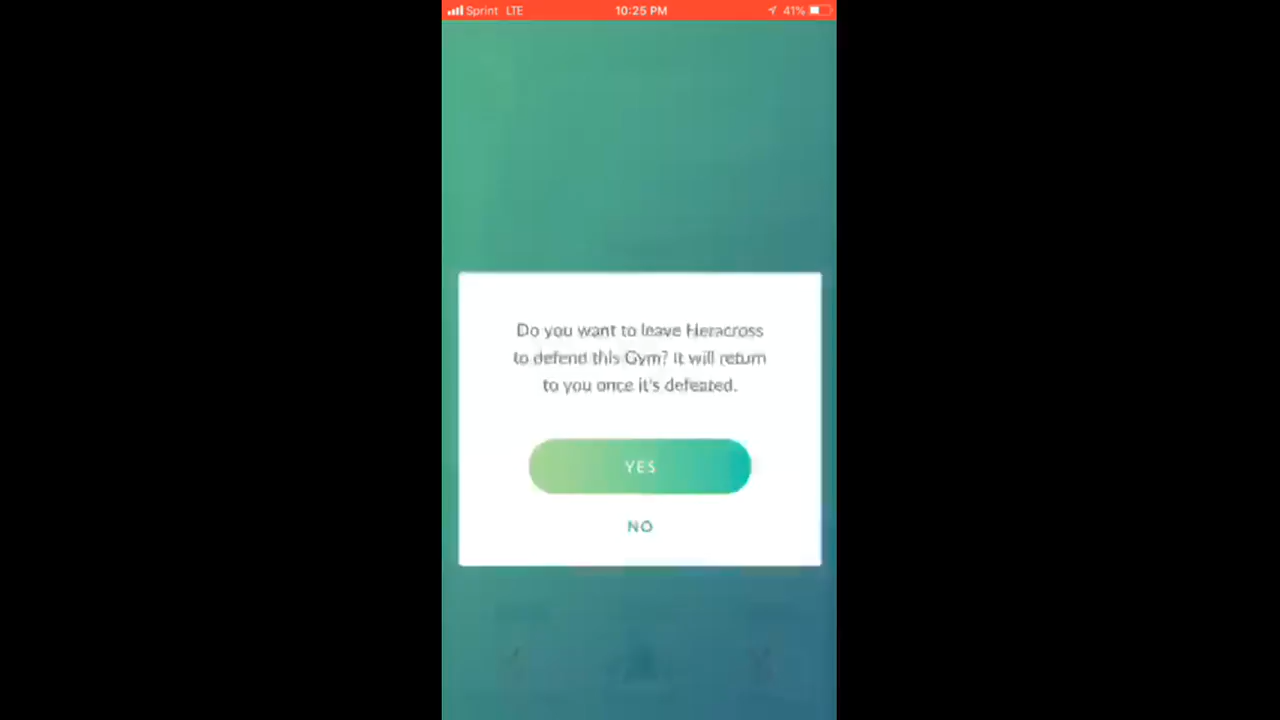 Sprint LTE 10:25 PM 41%
Do you want to leave Heracross
to defend this Gym? It will return
to you once it's defeated.
YES
NO